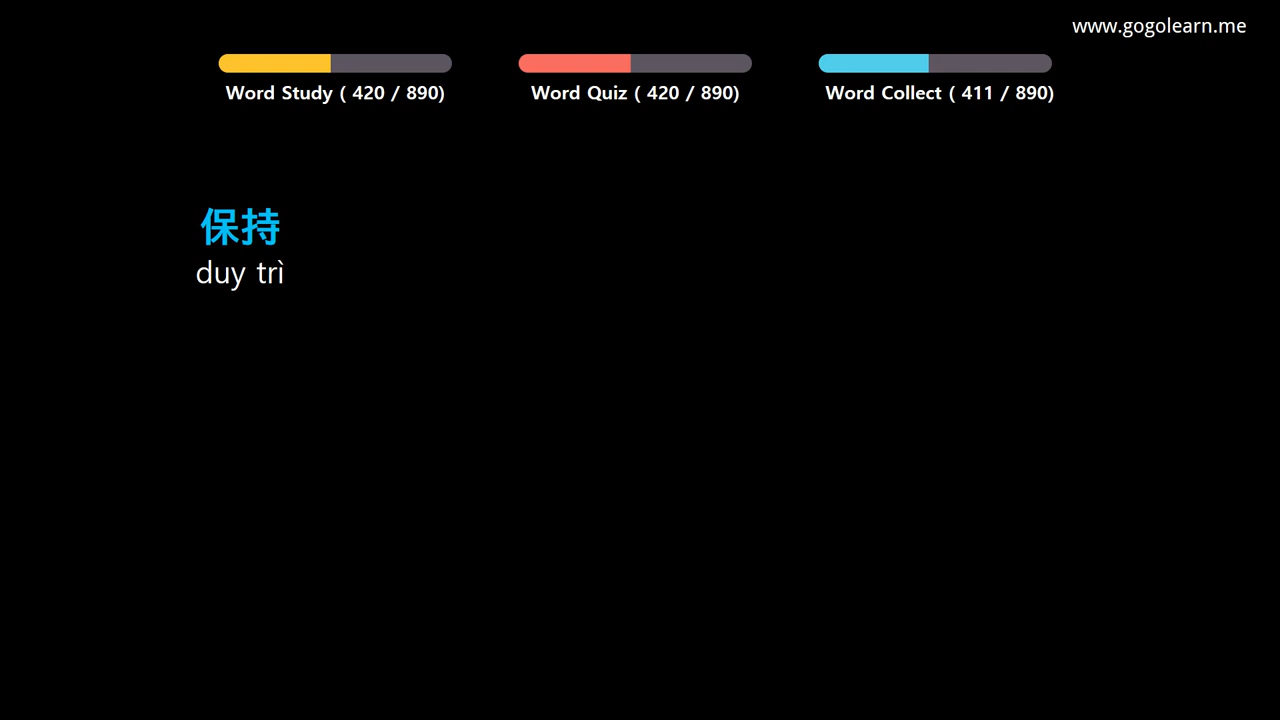 www.gogolearn.me
Word Study ( 420 / 890)
Word Quiz ( 420 / 890)
Word Collect ( 411 / 890)
保持
duy trì